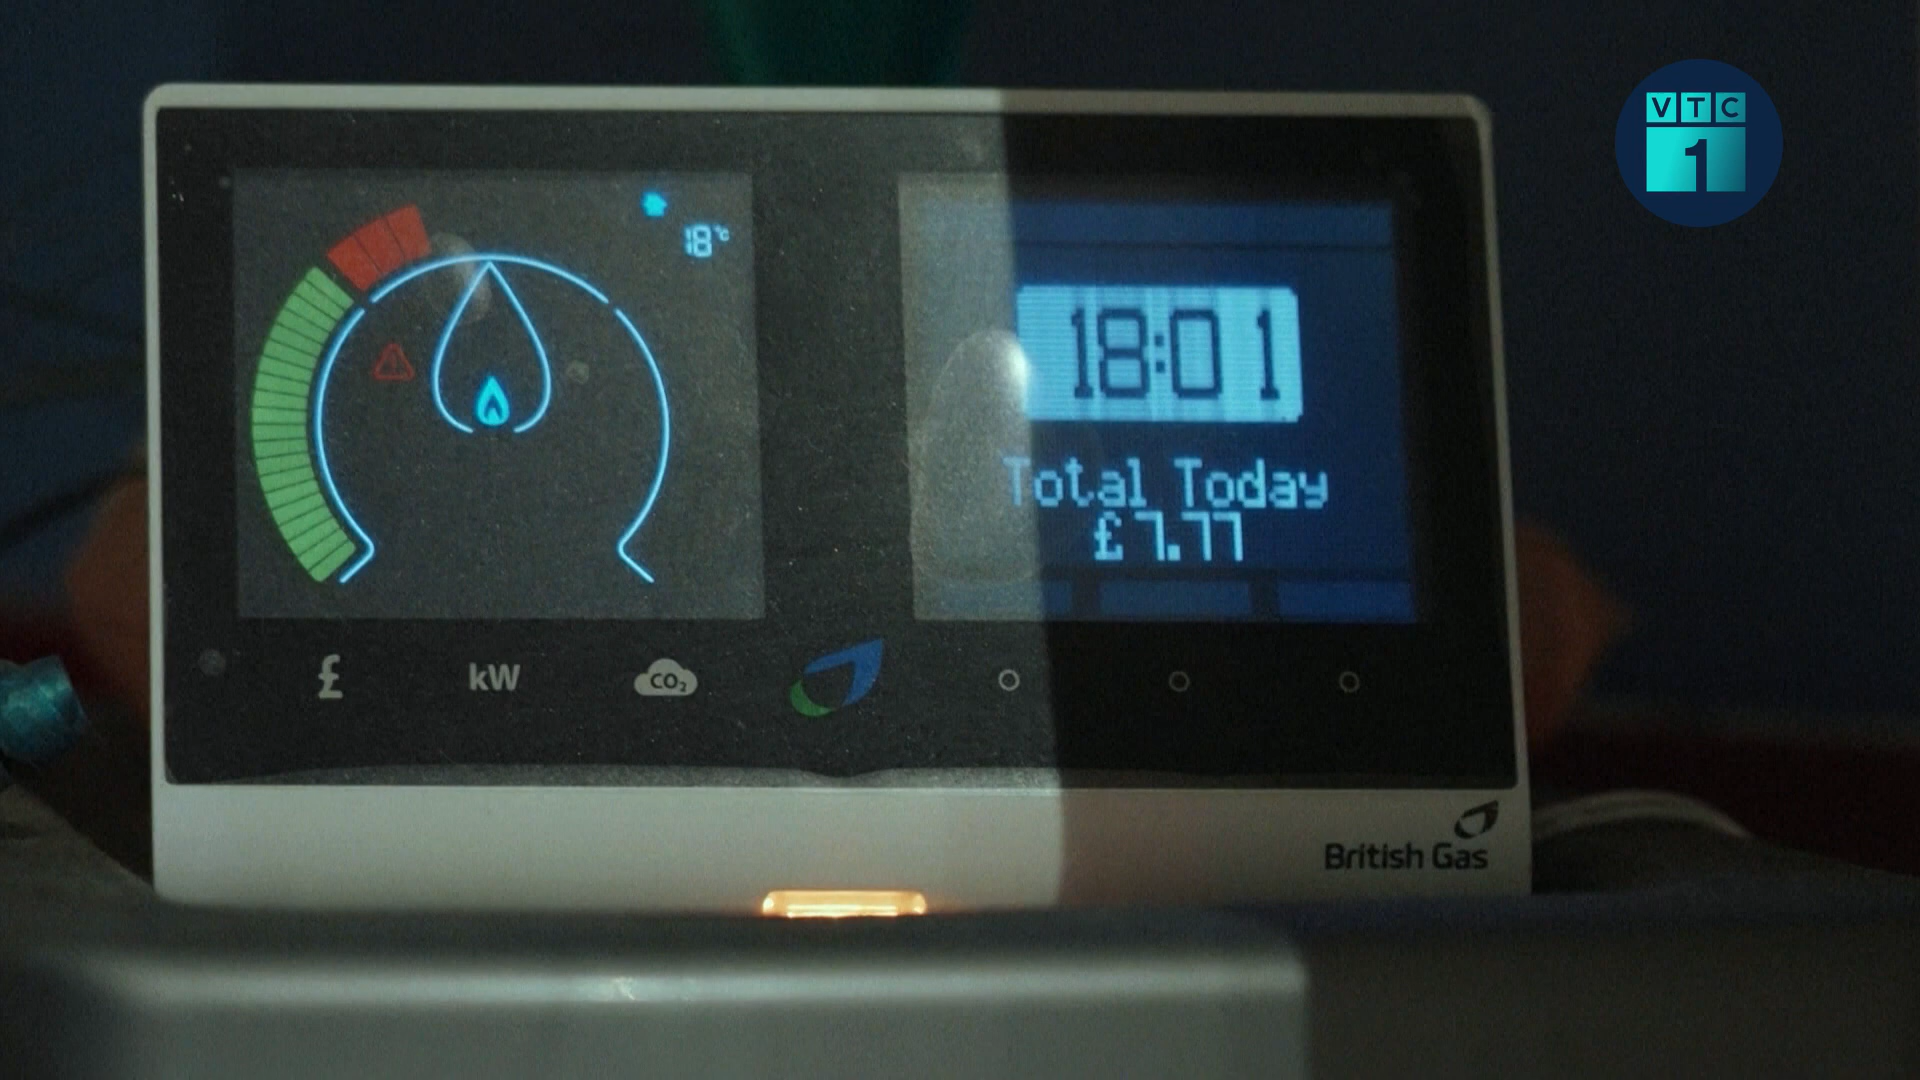 VTC
1
18°C
18:01
Total Today
£7.77
£
kW
CO₂
British Gas